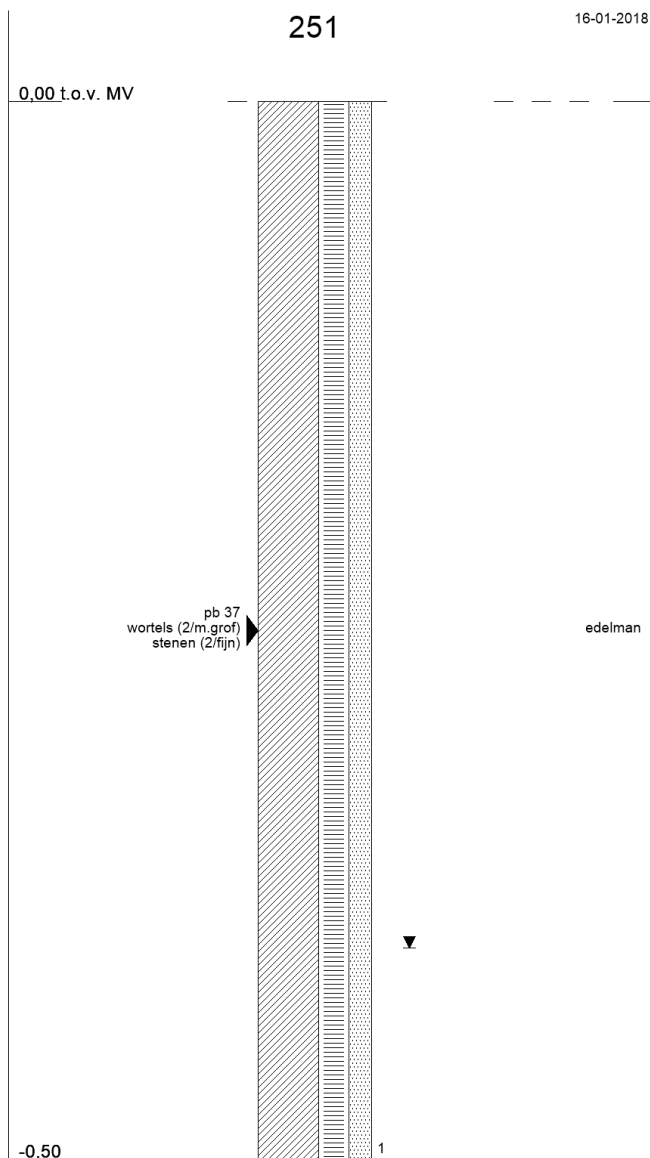 251
16-01-2018
0,00 t.o.v. MV
pb 37
wortels (2/m.grof)
stenen (2/fijn)
edelman
-0,50
1